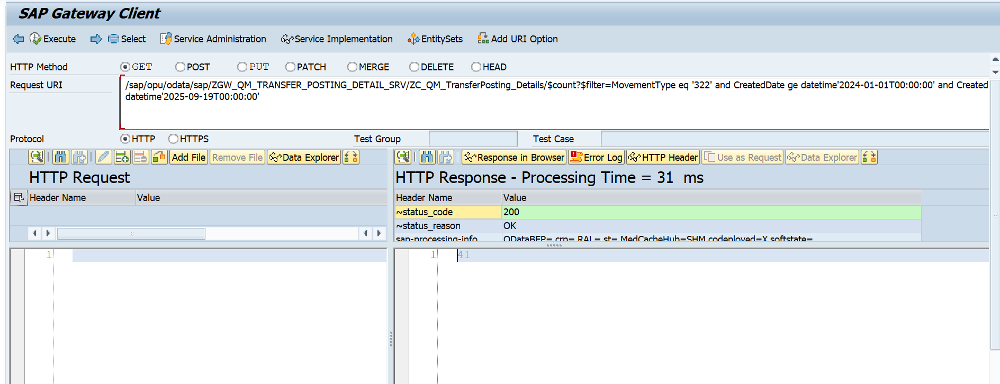 SAP Gateway Client
Execute Select Service Administration Service Implementation EntitySets Add URI Option
HTTP Method GET POST PUT PATCH MERGE DELETE HEAD
Request URI /sap/opu/odata/sap/ZGW_QM_TRANSFER_POSTING_DETAIL_SRV/ZC_QM_TransferPosting_Details/$count?$filter=MovementType eq '322' and CreatedDate ge datetime'2024-01-01T00:00:00' and Created
datetime'2025-09-19T00:00:00'
Protocol HTTP HTTPS Test Group Test Case
Add File Remove File Data Explorer Response in Browser Error Log HTTP Header Use as Request Data Explorer
HTTP Request
HTTP Response - Processing Time = 31 ms
Header Name Value
Header Name Value
~status_code 200
~status_reason OK
sap-processing-info ODataBEP= crp= RAL= st= MedCacheHub=SHM codeployed=X softstate=
1
1 41